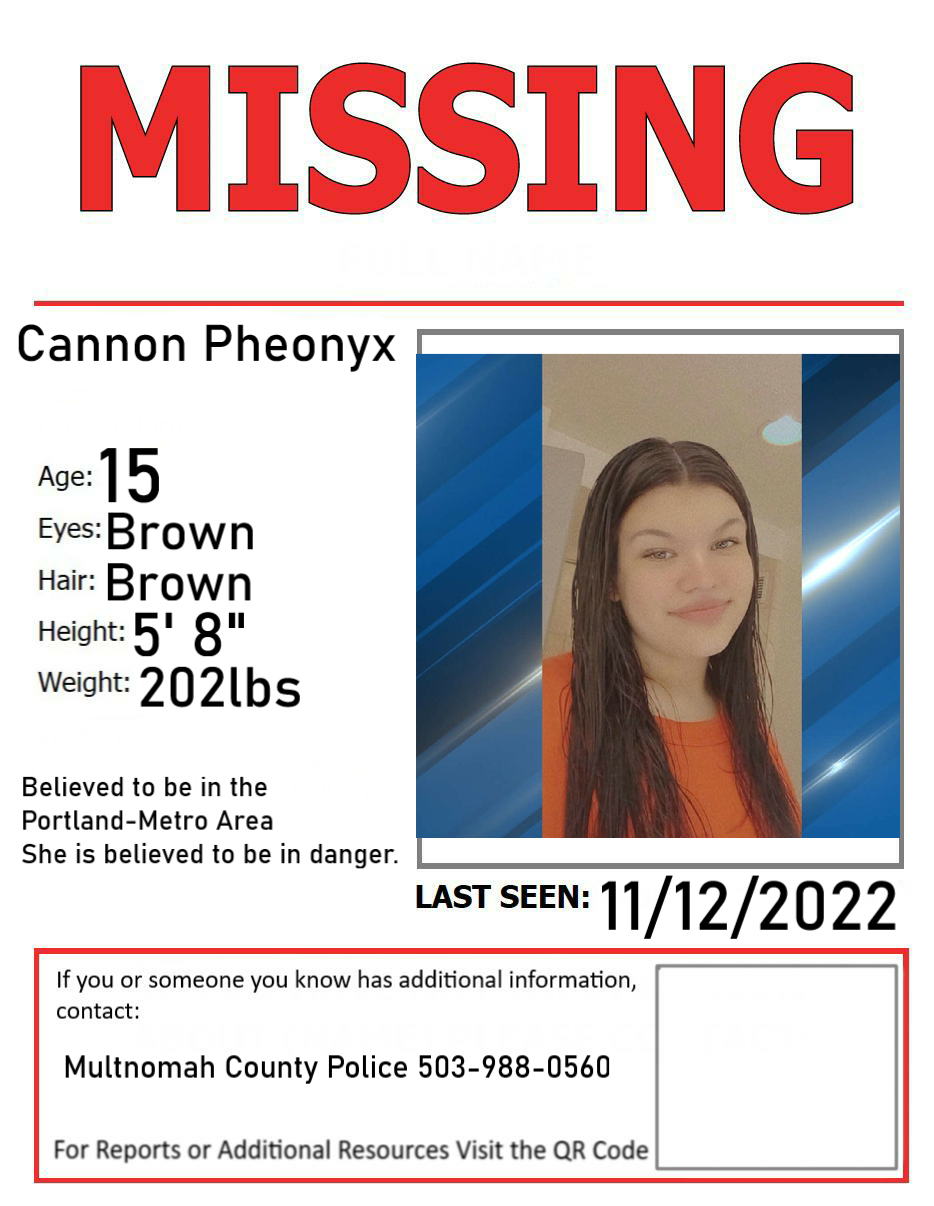 MISSING
Cannon Pheonyx
Age: 15
Eyes: Brown
Hair: Brown
Height: 5' 8"
Weight: 202lbs
Believed to be in the
Portland-Metro Area
She is believed to be in danger.
LAST SEEN: 11/12/2022
If you or someone you know has additional information,
contact:
Multnomah County Police 503-988-0560
For Reports or Additional Resources Visit the QR Code